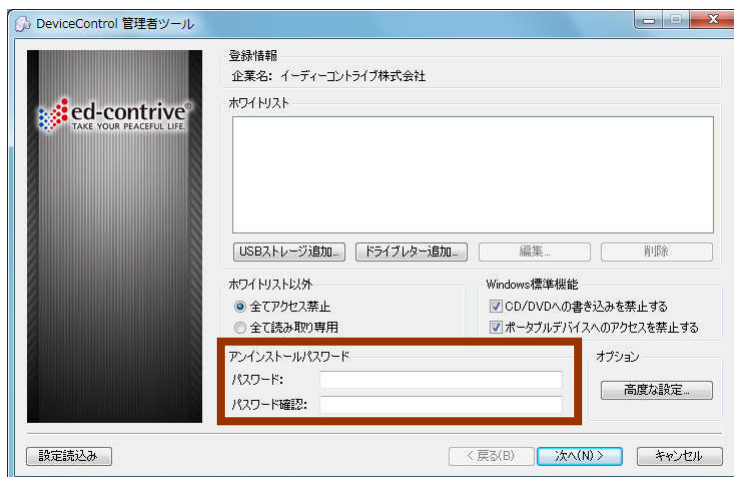 DeviceControl 管理者ツール
ed-contrive®
TAKE YOUR PEACEFUL LIFE.
登録情報
企業名: イーディーコントライブ株式会社
ホワイトリスト
USBストレージ追加... ドライブレター追加... 編集... 削除
ホワイトリスト以外
全てアクセス禁止
全て読み取り専用
Windows標準機能
CD/DVDへの書き込みを禁止する
ポータブルデバイスへのアクセスを禁止する
アンインストールパスワード
パスワード:
パスワード確認:
オプション
高度な設定...
設定読込み < 戻る(B) 次へ(N) > キャンセル